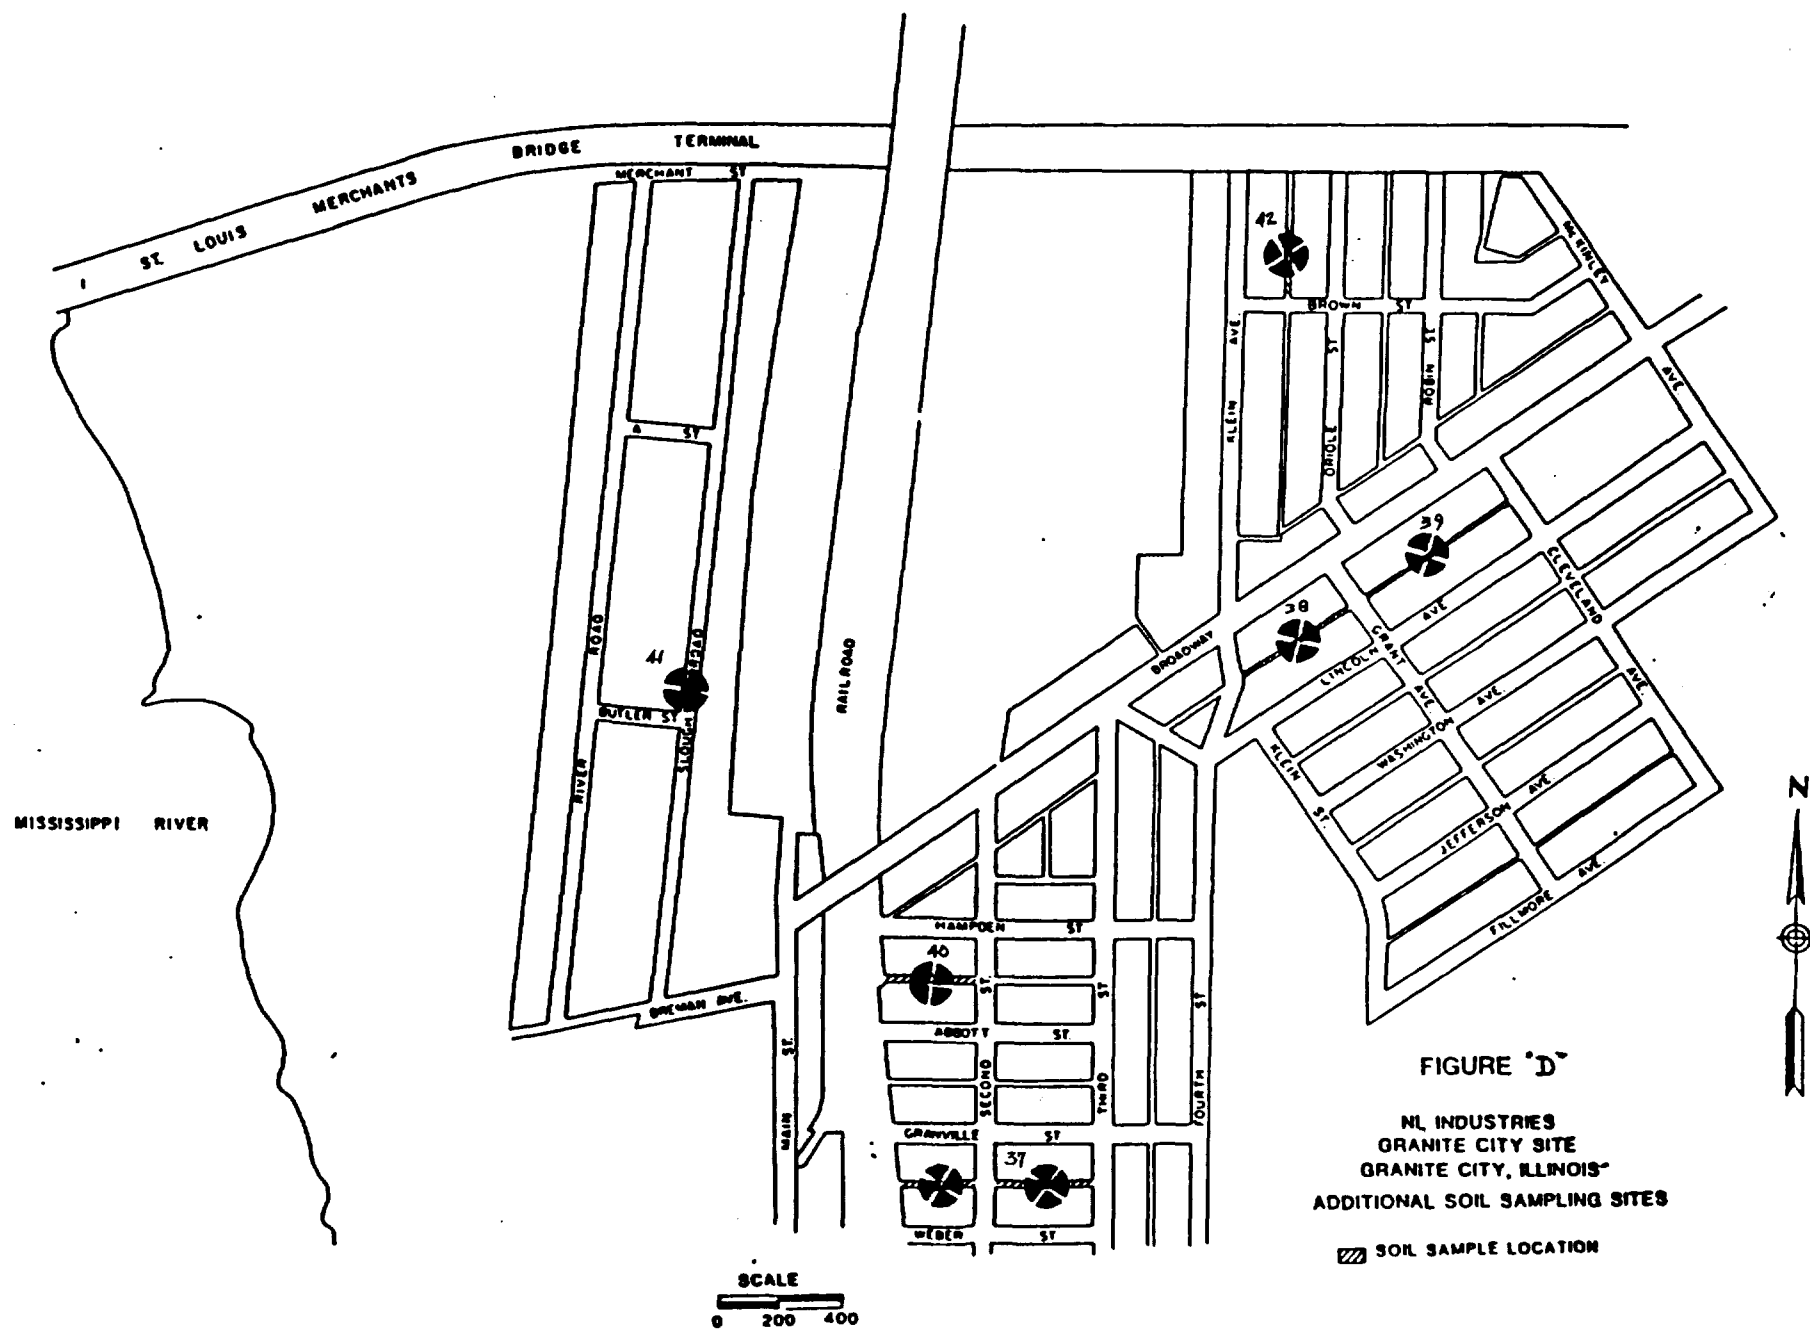 ST. LOUIS MERCHANTS BRIDGE TERMINAL
MERCHANT ST
42
McKINLEY AVE
BROWN ST
KLEIN AVE.
ORIOLE ST
ROBIN ST
A ST
39
38
CLEVELAND AVE.
BROADWAY
LINCOLN AVE
GRANT AVE
RIVER ROAD
41
SLOUGH ROAD
BUTLER ST
RAILROAD
WASHINGTON AVE.
KLEIN ST.
JEFFERSON AVE.
FILLMORE AVE.
MISSISSIPPI RIVER
N
HAMPDEN ST
40
SECOND ST.
THIRD ST
FOURTH ST
BREMAN AVE.
ABBOTT ST.
MAIN ST.
GRANVILLE ST
37
WEBER ST
FIGURE "D"
NL INDUSTRIES
GRANITE CITY SITE
GRANITE CITY, ILLINOIS
ADDITIONAL SOIL SAMPLING SITES
SOIL SAMPLE LOCATION
SCALE
0 200 400